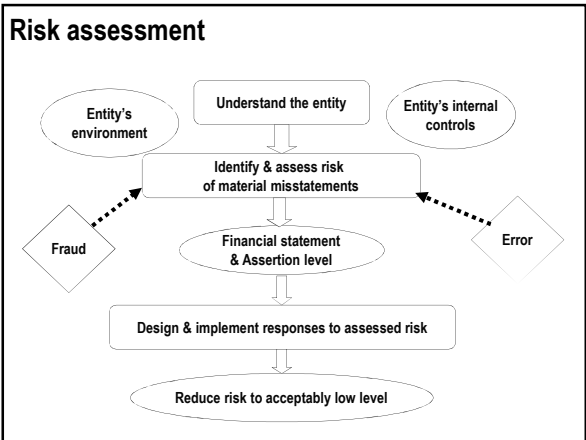 Risk assessment
Understand the entity
Entity's
environment
Entity's internal
controls
Identify & assess risk
of material misstatements
Fraud
Financial statement
& Assertion level
Error
Design & implement responses to assessed risk
Reduce risk to acceptably low level